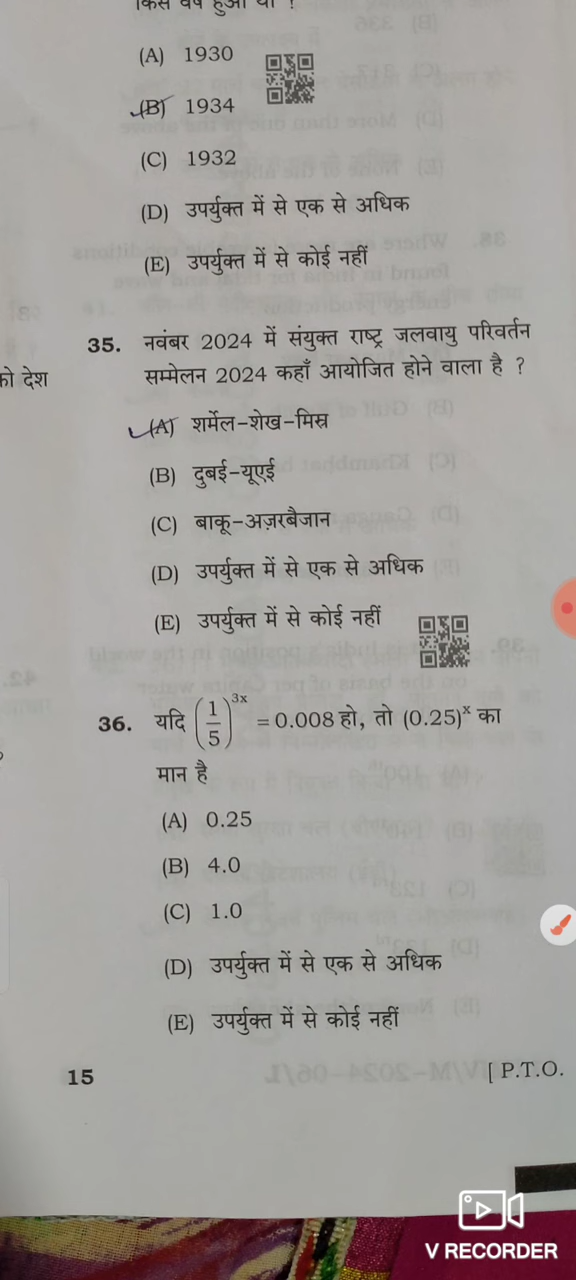 किस वर्ष हुआ था ?
(A) 1930
(B) 1934
(C) 1932
(D) उपर्युक्त में से एक से अधिक
(E) उपर्युक्त में से कोई नहीं
को देश
35. नवंबर 2024 में संयुक्त राष्ट्र जलवायु परिवर्तन
सम्मेलन 2024 कहाँ आयोजित होने वाला है ?
(A) शर्मेल-शेख-मिस्र
(B) दुबई-यूएई
(C) बाकू-अज़रबैजान
(D) उपर्युक्त में से एक से अधिक
(E) उपर्युक्त में से कोई नहीं
36. यदि (1/5)^3x = 0.008 हो, तो (0.25)^x का
मान है
(A) 0.25
(B) 4.0
(C) 1.0
(D) उपर्युक्त में से एक से अधिक
(E) उपर्युक्त में से कोई नहीं
15
[ P.T.O.
V RECORDER